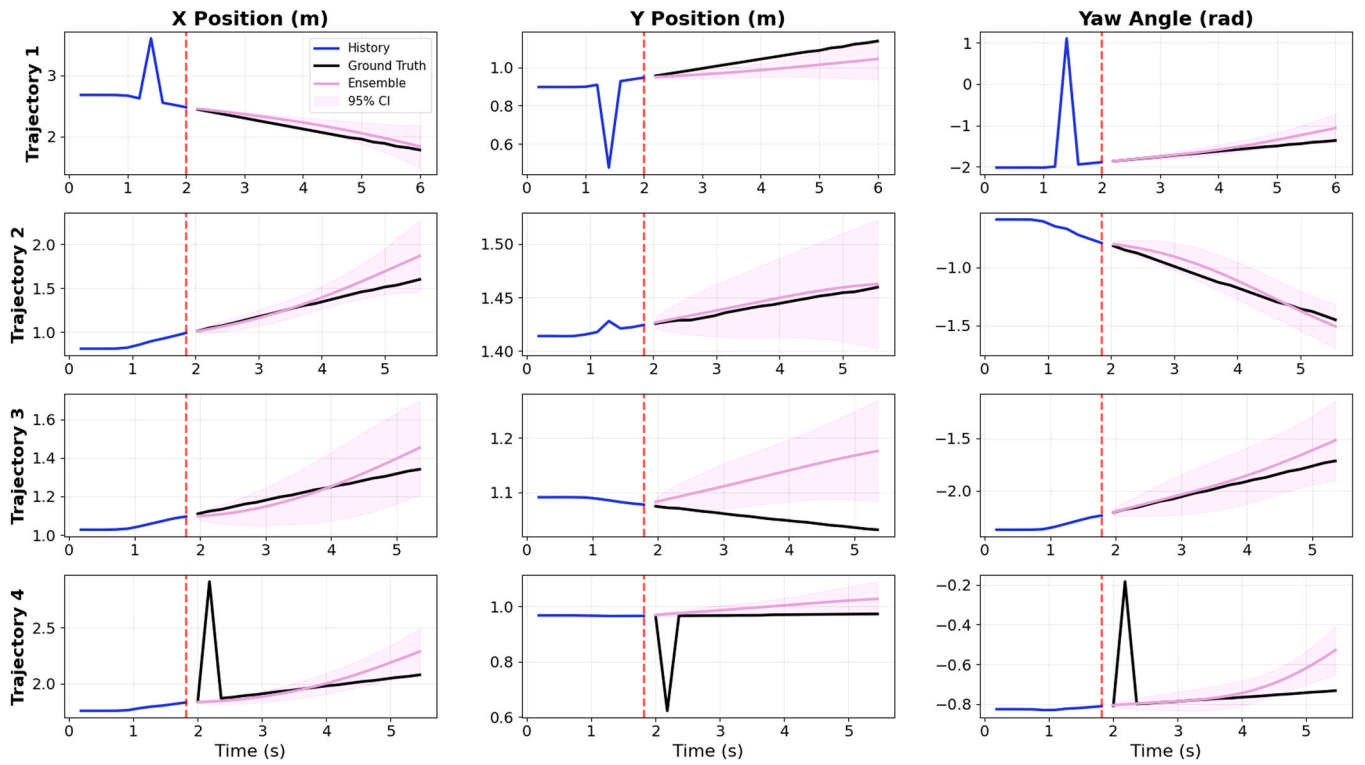 X Position (m)
Y Position (m)
Yaw Angle (rad)
Trajectory 1
3
2
0 1 2 3 4 5 6
History
Ground Truth
Ensemble
95% CI
1.0
0.8
0.6
0 1 2 3 4 5 6
1
0
−1
−2
0 1 2 3 4 5 6
Trajectory 2
2.0
1.5
1.0
0 1 2 3 4 5
1.50
1.45
1.40
0 1 2 3 4 5
−1.0
−1.5
0 1 2 3 4 5
Trajectory 3
1.6
1.4
1.2
1.0
0 1 2 3 4 5
1.2
1.1
0 1 2 3 4 5
−1.5
−2.0
0 1 2 3 4 5
Trajectory 4
2.5
2.0
0 1 2 3 4 5
Time (s)
1.0
0.8
0.6
0 1 2 3 4 5
Time (s)
−0.2
−0.4
−0.6
−0.8
0 1 2 3 4 5
Time (s)